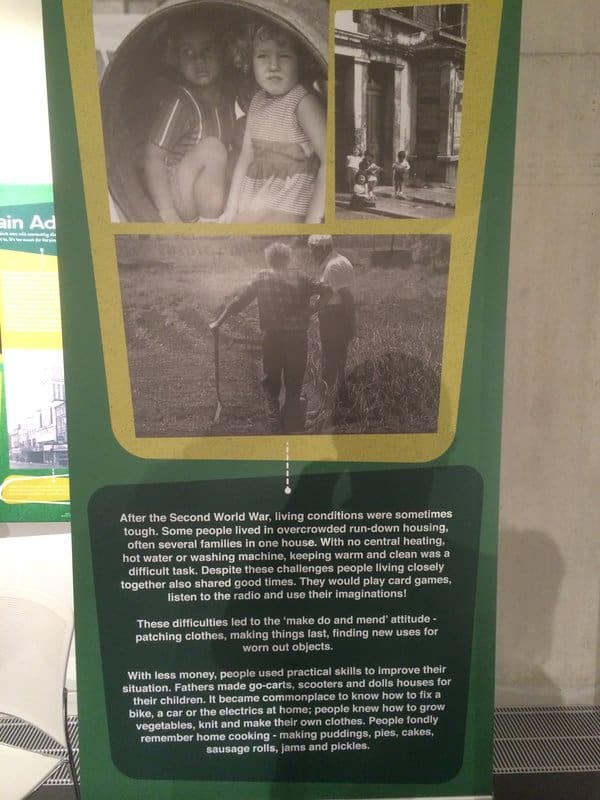 ain Ad
After the Second World War, living conditions were sometimes
tough. Some people lived in overcrowded run-down housing,
often several families in one house. With no central heating,
hot water or washing machine, keeping warm and clean was a
difficult task. Despite these challenges people living closely
together also shared good times. They would play card games,
listen to the radio and use their imaginations!
These difficulties led to the ‘make do and mend’ attitude -
patching clothes, making things last, finding new uses for
worn out objects.
With less money, people used practical skills to improve their
situation. Fathers made go-carts, scooters and dolls houses for
their children. It became commonplace to know how to fix a
bike, a car or the electrics at home; people knew how to grow
vegetables, knit and make their own clothes. People fondly
remember home cooking - making puddings, pies, cakes,
sausage rolls, jams and pickles.